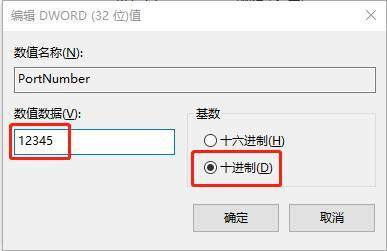 编辑 DWORD (32 位)值
数值名称(N):
PortNumber
数值数据(V):
12345
基数
十六进制(H)
十进制(D)
确定
取消